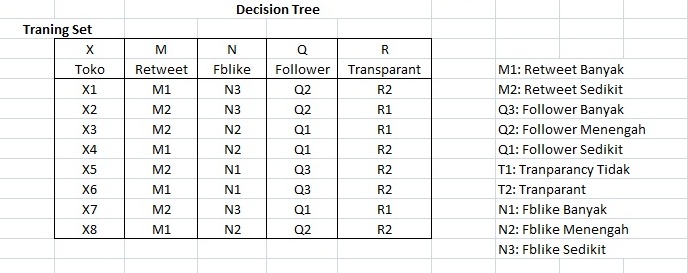 Decision Tree
Traning Set
X M N Q R
Toko Retweet Fblike Follower Transparant M1: Retweet Banyak
X1 M1 N3 Q2 R2 M2: Retweet Sedikit
X2 M2 N3 Q2 R1 Q3: Follower Banyak
X3 M2 N2 Q1 R1 Q2: Follower Menengah
X4 M1 N2 Q1 R2 Q1: Follower Sedikit
X5 M2 N1 Q3 R2 T1: Tranparancy Tidak
X6 M1 N1 Q3 R2 T2: Tranparant
X7 M2 N3 Q1 R1 N1: Fblike Banyak
X8 M1 N2 Q2 R2 N2: Fblike Menengah
N3: Fblike Sedikit